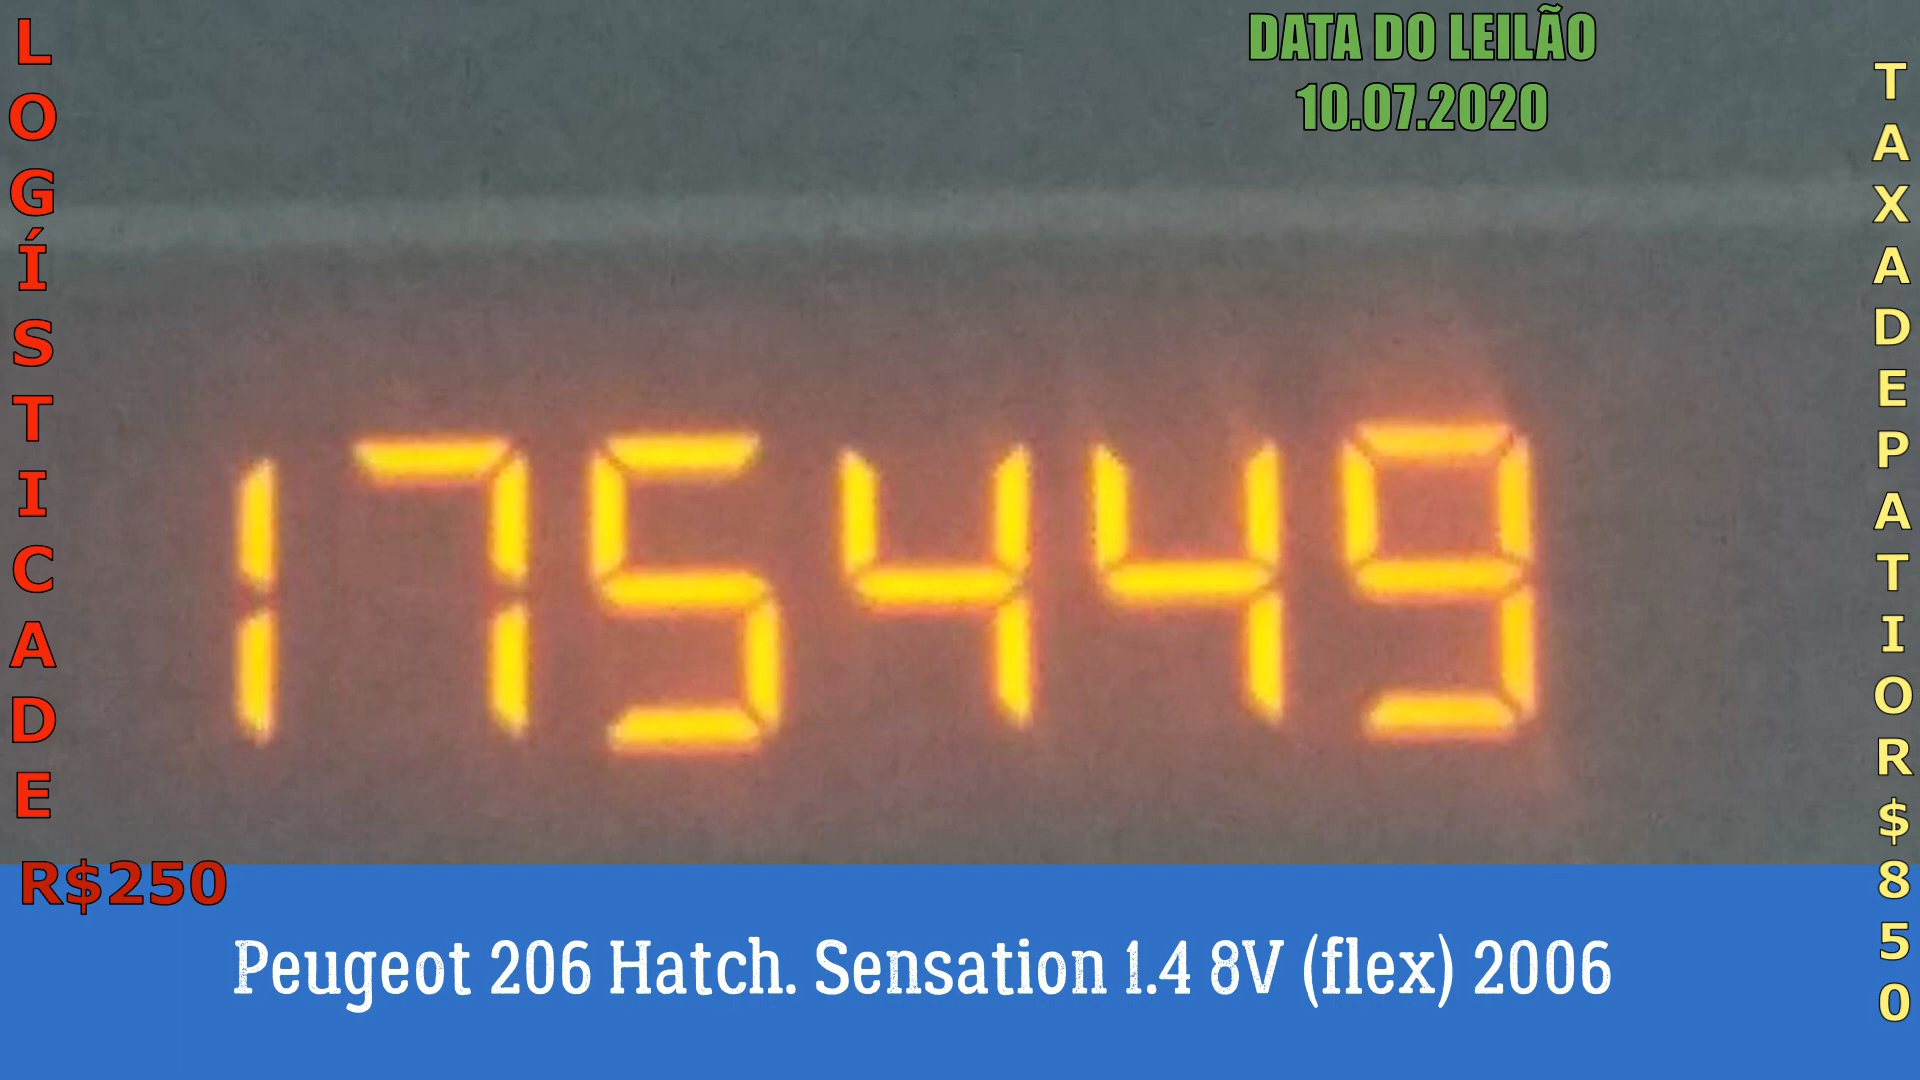 DATA DO LEILÃO
10.07.2020
LOGÍSTICA DE
R$250
TAXA DE PATIO R$850
175449
Peugeot 206 Hatch. Sensation 1.4 8V (flex) 2006